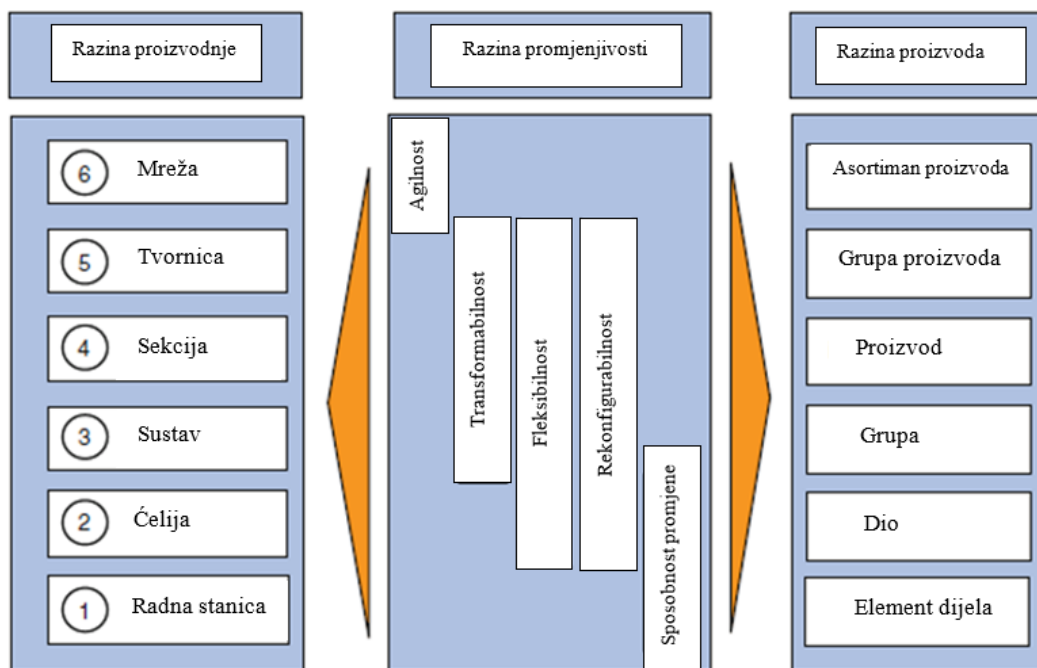 Razina proizvodnje
Razina promjenjivosti
Razina proizvoda
6 Mreža
5 Tvornica
4 Sekcija
3 Sustav
2 Ćelija
1 Radna stanica
Agilnost
Transformabilnost
Fleksibilnost
Rekonfigurabilnost
Sposobnost promjene
Asortiman proizvoda
Grupa proizvoda
Proizvod
Grupa
Dio
Element dijela